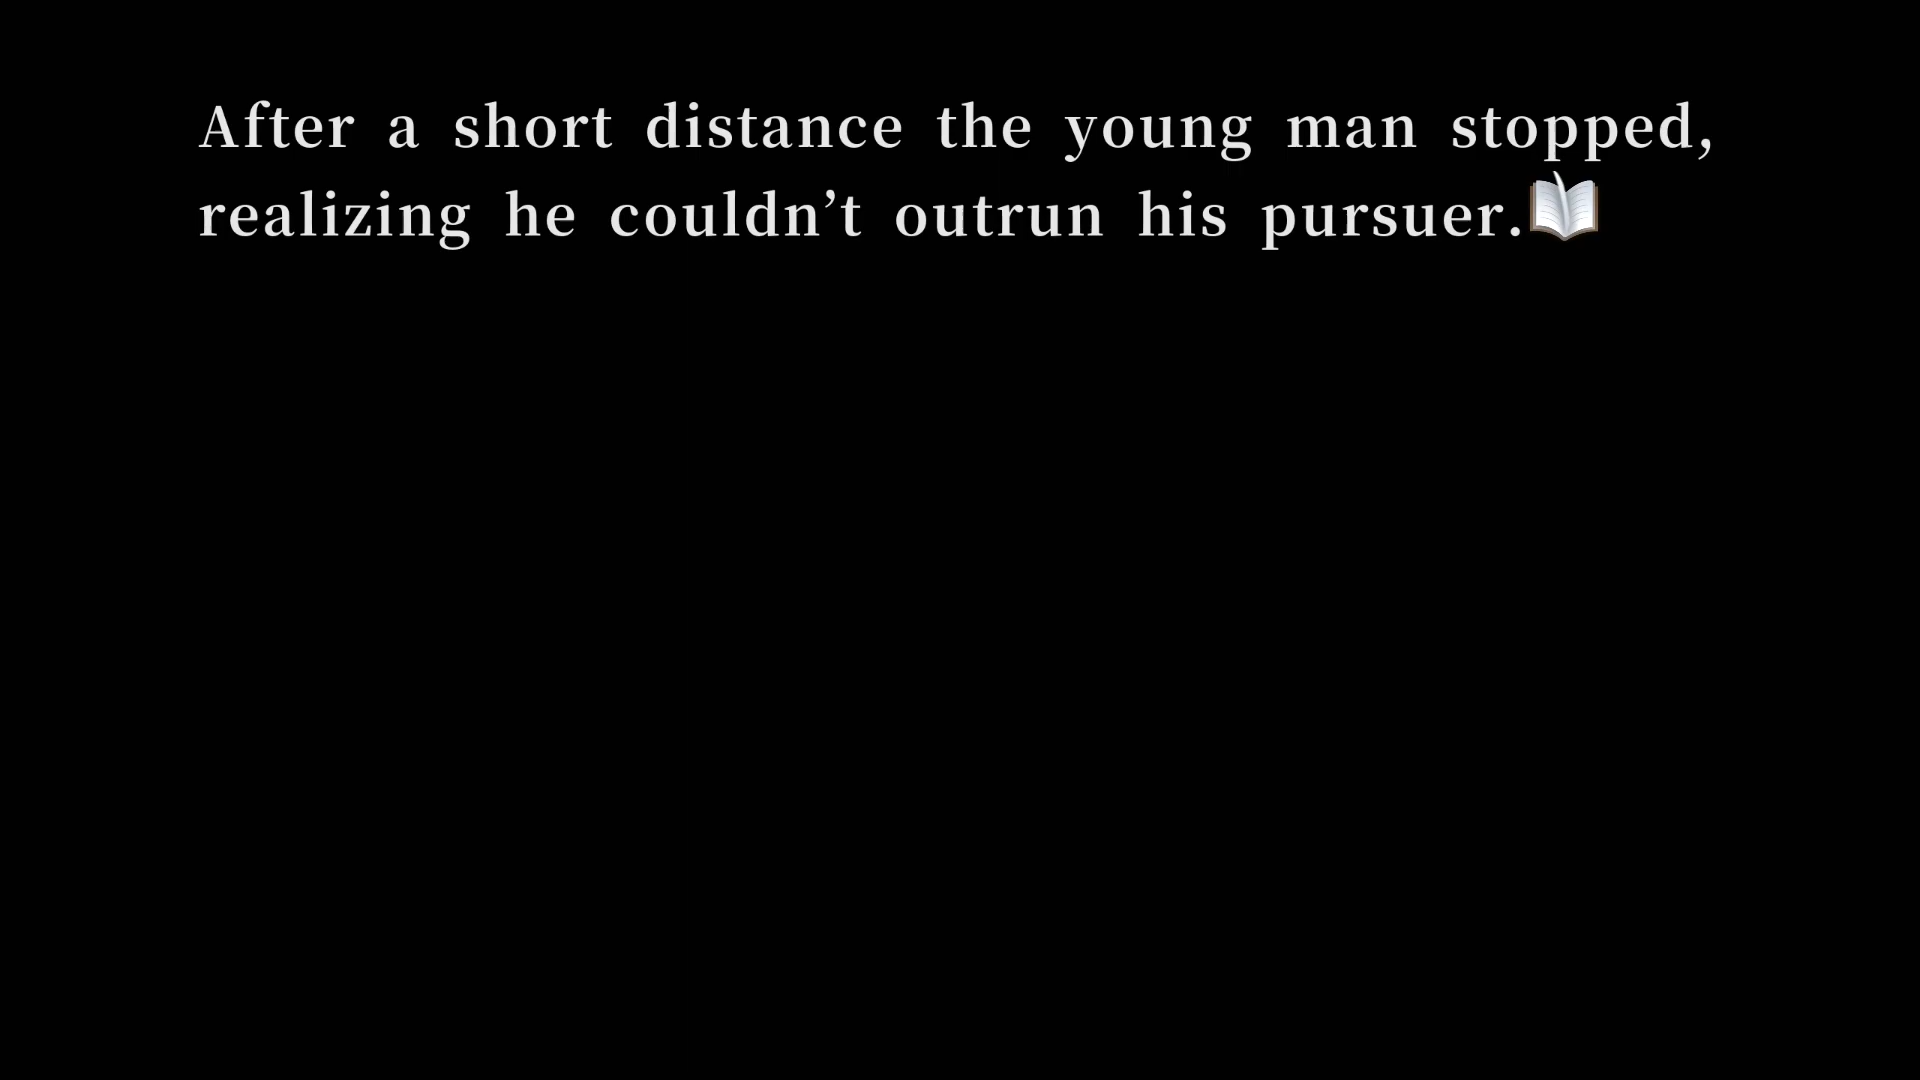 After a short distance the young man stopped,
realizing he couldn’t outrun his pursuer.